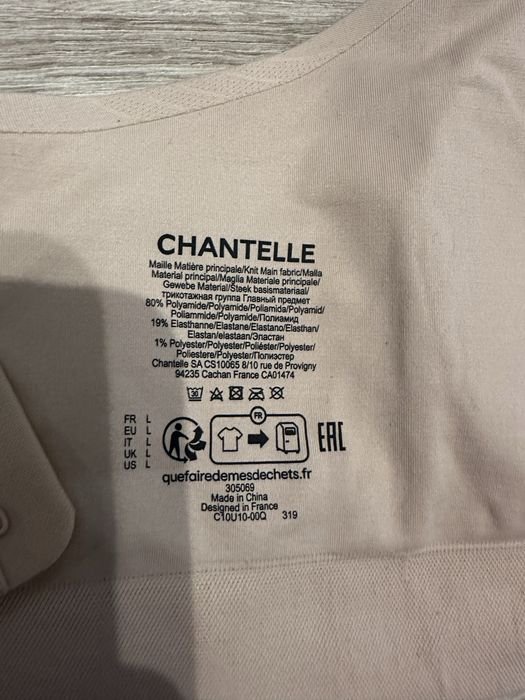 CHANTELLE
Maille Matière principale/Knit Main fabric/Malla
Material principal/Maglia Materiale principale/
Gewebe Material/Steek basismateriaal/
трикотажная группа Главный предмет
80% Polyamide/Polyamide/Poliamida/Polyamid/
Poliammide/Polyamide/Полиамид
19% Elasthanne/Elastane/Elastano/Elasthan/
Elastan/elastaan/Эластан
1% Polyester/Polyester/Poliéster/Polyester/
Poliestere/Polyester/Полиэстер
Chantelle SA CS10065 8/10 rue de Provigny
94235 Cachan France CA01474
30
FR L
EU L
IT L
UK L
US L
FR
EAC
quefairedemesdechets.fr
305069
Made in China
Designed in France
C10U10-00Q 319